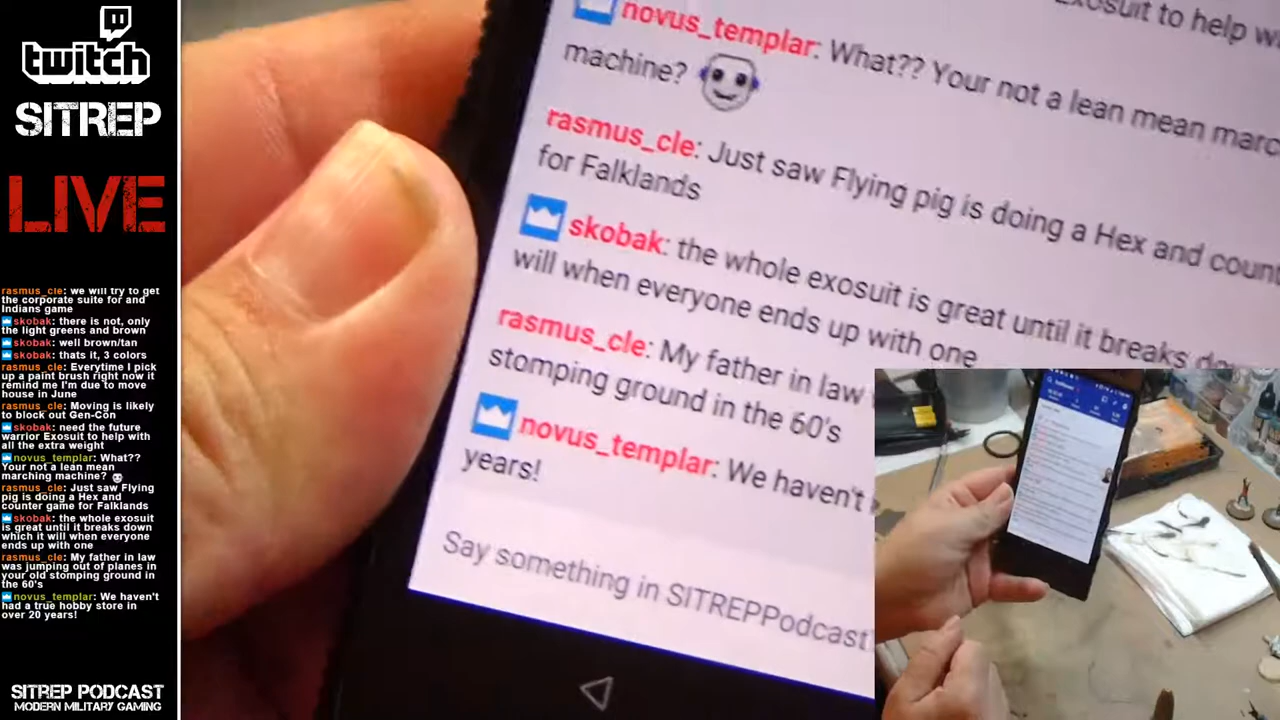 twitch
SITREP
LIVE
rasmus_cle: we will try to get
the corporate suite for and
Indians game
skobak: there is not, only
the light greens and brown
skobak: well brown/tan
skobak: thats it, 3 colors
rasmus_cle: Everytime I pick
up a paint brush right now it
remind me I'm due to move
house in June
rasmus_cle: Moving is likely
to block out Gen-Con
skobak: need the future
warrior Exosuit to help with
all the extra weight
novus_templar: What??
Your not a lean mean
marching machine?
rasmus_cle: Just saw Flying
pig is doing a Hex and
counter game for Falklands
skobak: the whole exosuit
is great until it breaks down
which it will when everyone
ends up with one
rasmus_cle: My father in law
was jumping out of planes in
your old stomping ground in
the 60's
novus_templar: We haven't
had a true hobby store in
over 20 years!
SITREP PODCAST
MODERN MILITARY GAMING
Exosuit to help w
novus_templar: What?? Your not a lean mean marc
machine?
rasmus_cle: Just saw Flying pig is doing a Hex and count
for Falklands
skobak: the whole exosuit is great until it breaks do
will when everyone ends up with one
rasmus_cle: My father in law
stomping ground in the 60's
novus_templar: We haven't
years!
Say something in SITREPPodcast